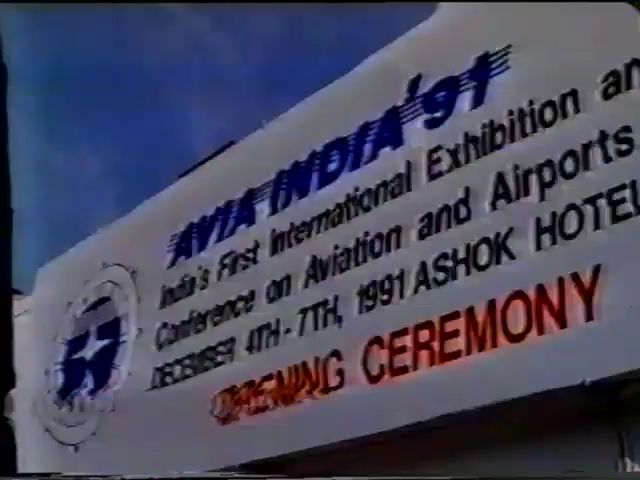 AVIA INDIA'91
India's First International Exhibition an
Conference on Aviation and Airports
DECEMBER 4TH - 7TH, 1991 ASHOK HOTEL
OPENING CEREMONY